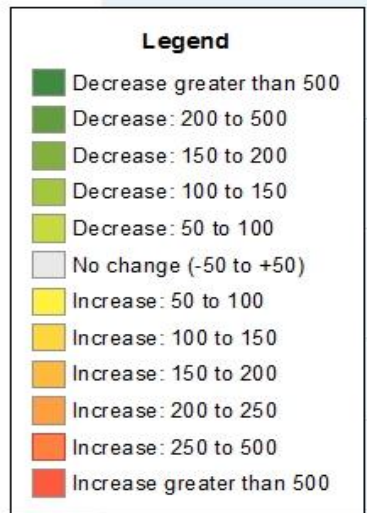 Legend
Decrease greater than 500
Decrease: 200 to 500
Decrease: 150 to 200
Decrease: 100 to 150
Decrease: 50 to 100
No change (-50 to +50)
Increase: 50 to 100
Increase: 100 to 150
Increase: 150 to 200
Increase: 200 to 250
Increase: 250 to 500
Increase greater than 500